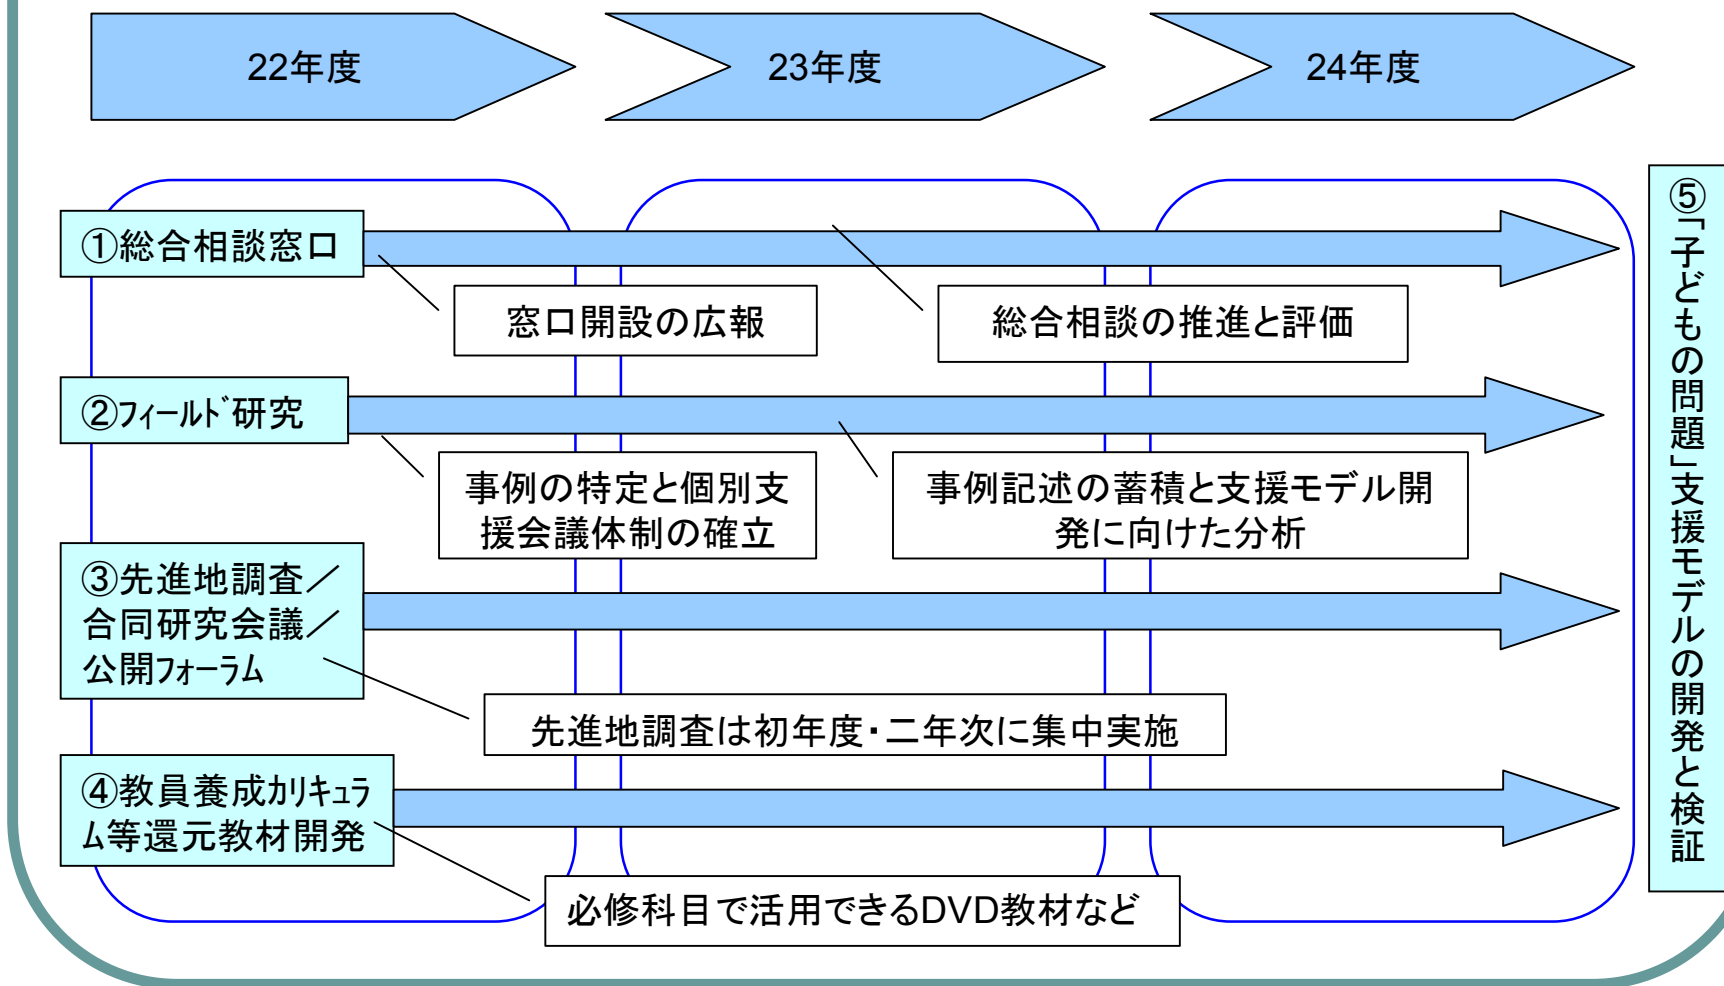 22年度
23年度
24年度
①総合相談窓口
窓口開設の広報
総合相談の推進と評価
②フィールド研究
事例の特定と個別支
援会議体制の確立
事例記述の蓄積と支援モデル開
発に向けた分析
③先進地調査／
合同研究会議／
公開フォーラム
先進地調査は初年度・二年次に集中実施
④教員養成カリキュラ
ム等還元教材開発
必修科目で活用できるDVD教材など
⑤「子どもの問題」支援モデルの開発と検証